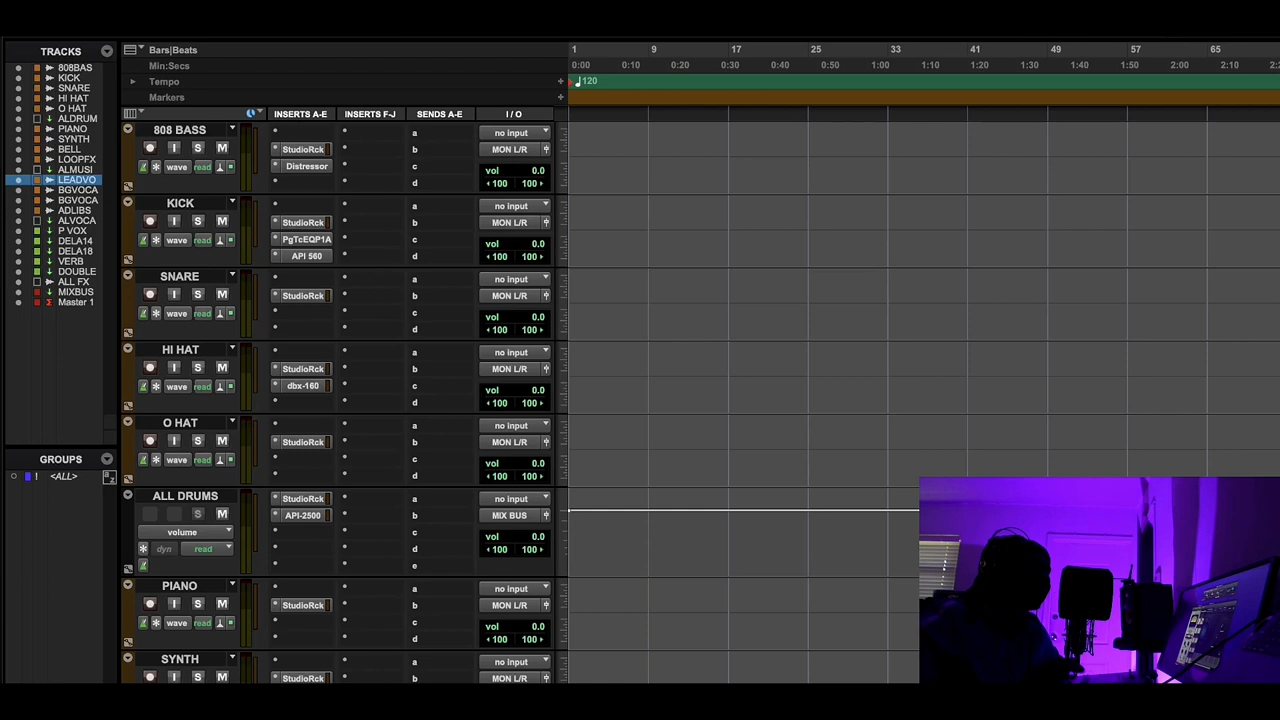 TRACKS
808BAS
KICK
SNARE
HI HAT
O HAT
ALDRUM
PIANO
SYNTH
BELL
LOOPFX
ALMUSI
LEADVO
BGVOCA
BGVOCA
ADLIBS
ALVOCA
P VOX
DELA14
DELA18
VERB
DOUBLE
ALL FX
MIXBUS
Master 1
GROUPS
! <ALL>
a z
Bars|Beats
1 9 17 25 33 41 49 57 65
Min:Secs
0:00 0:10 0:20 0:30 0:40 0:50 1:00 1:10 1:20 1:30 1:40 1:50 2:00 2:10 2:
Tempo
120
Markers
INSERTS A-E INSERTS F-J SENDS A-E I / O
808 BASS
I S M
wave read
StudioRck
Distressor
a
b
c
d
no input
MON L/R
vol 0.0
100 100
KICK
I S M
wave read
StudioRck
PgTcEQP1A
API 560
a
b
c
d
no input
MON L/R
vol 0.0
100 100
SNARE
I S M
wave read
StudioRck
a
b
c
d
no input
MON L/R
vol 0.0
100 100
HI HAT
I S M
wave read
StudioRck
dbx-160
a
b
c
d
no input
MON L/R
vol 0.0
100 100
O HAT
I S M
wave read
StudioRck
a
b
c
d
no input
MON L/R
vol 0.0
100 100
ALL DRUMS
S M
volume
dyn read
StudioRck
API-2500
a
b
c
d
e
no input
MIX BUS
vol 0.0
100 100
PIANO
I S M
wave read
StudioRck
a
b
c
d
no input
MON L/R
vol 0.0
100 100
SYNTH
I S M
StudioRck
a
b
no input
MON L/R